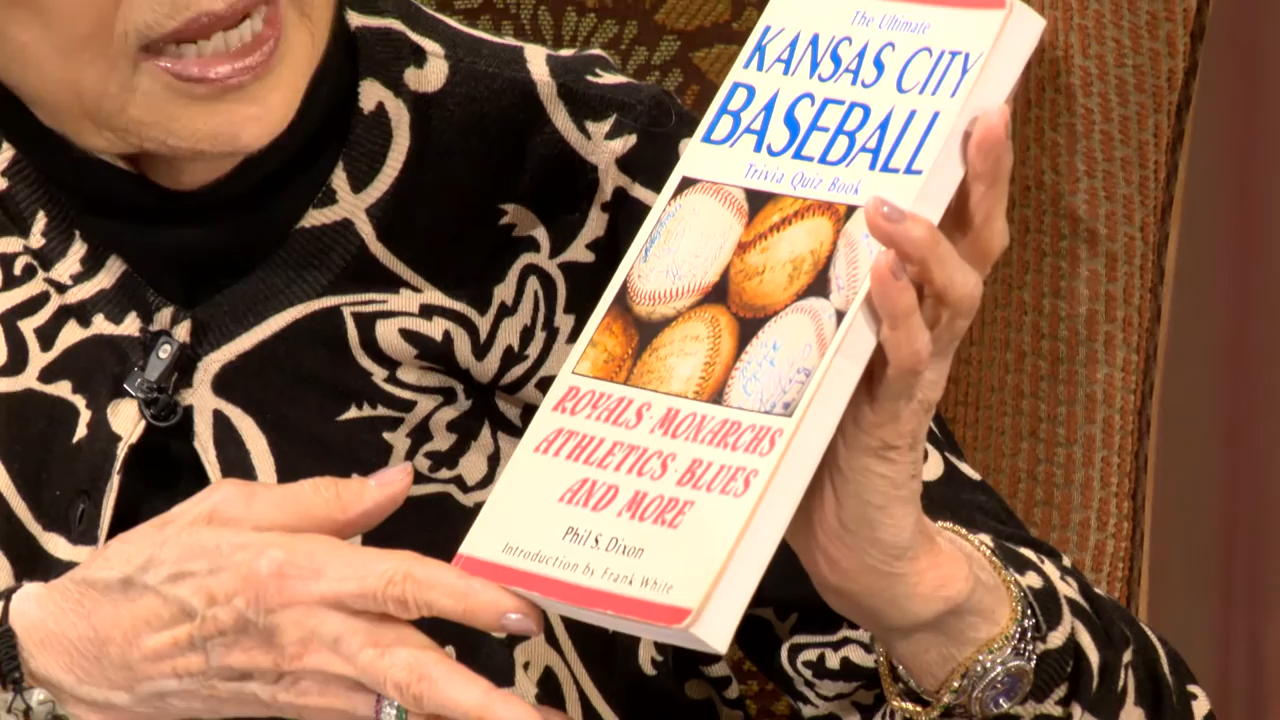 The Ultimate
KANSAS CITY
BASEBALL
Trivia Quiz Book
ROYALS · MONARCHS
ATHLETICS · BLUES
AND MORE
Phil S. Dixon
Introduction by Frank White